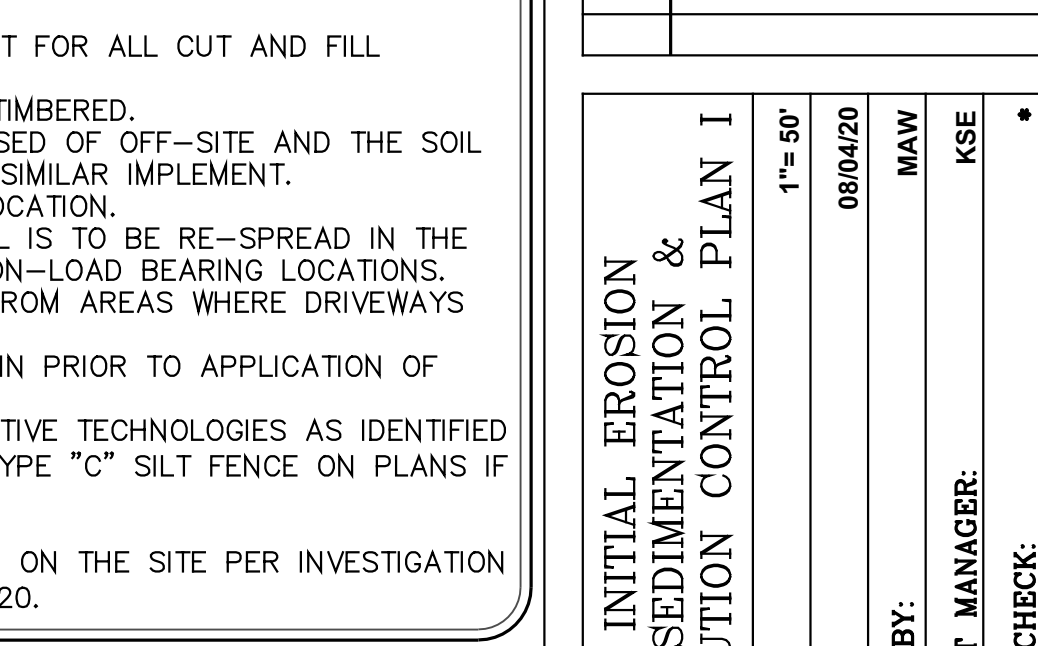 T FOR ALL CUT AND FILL
TIMBERED.
SED OF OFF-SITE AND THE SOIL
SIMILAR IMPLEMENT.
OCATION.
L IS TO BE RE-SPREAD IN THE
ON-LOAD BEARING LOCATIONS.
ROM AREAS WHERE DRIVEWAYS
IN PRIOR TO APPLICATION OF
TIVE TECHNOLOGIES AS IDENTIFIED
YPE "C" SILT FENCE ON PLANS IF
ON THE SITE PER INVESTIGATION
20.
INITIAL EROSION
SEDIMENTATION &
UTION CONTROL PLAN I
1"= 50'
08/04/20
BY: MAW
T MANAGER: KSE
CHECK: *